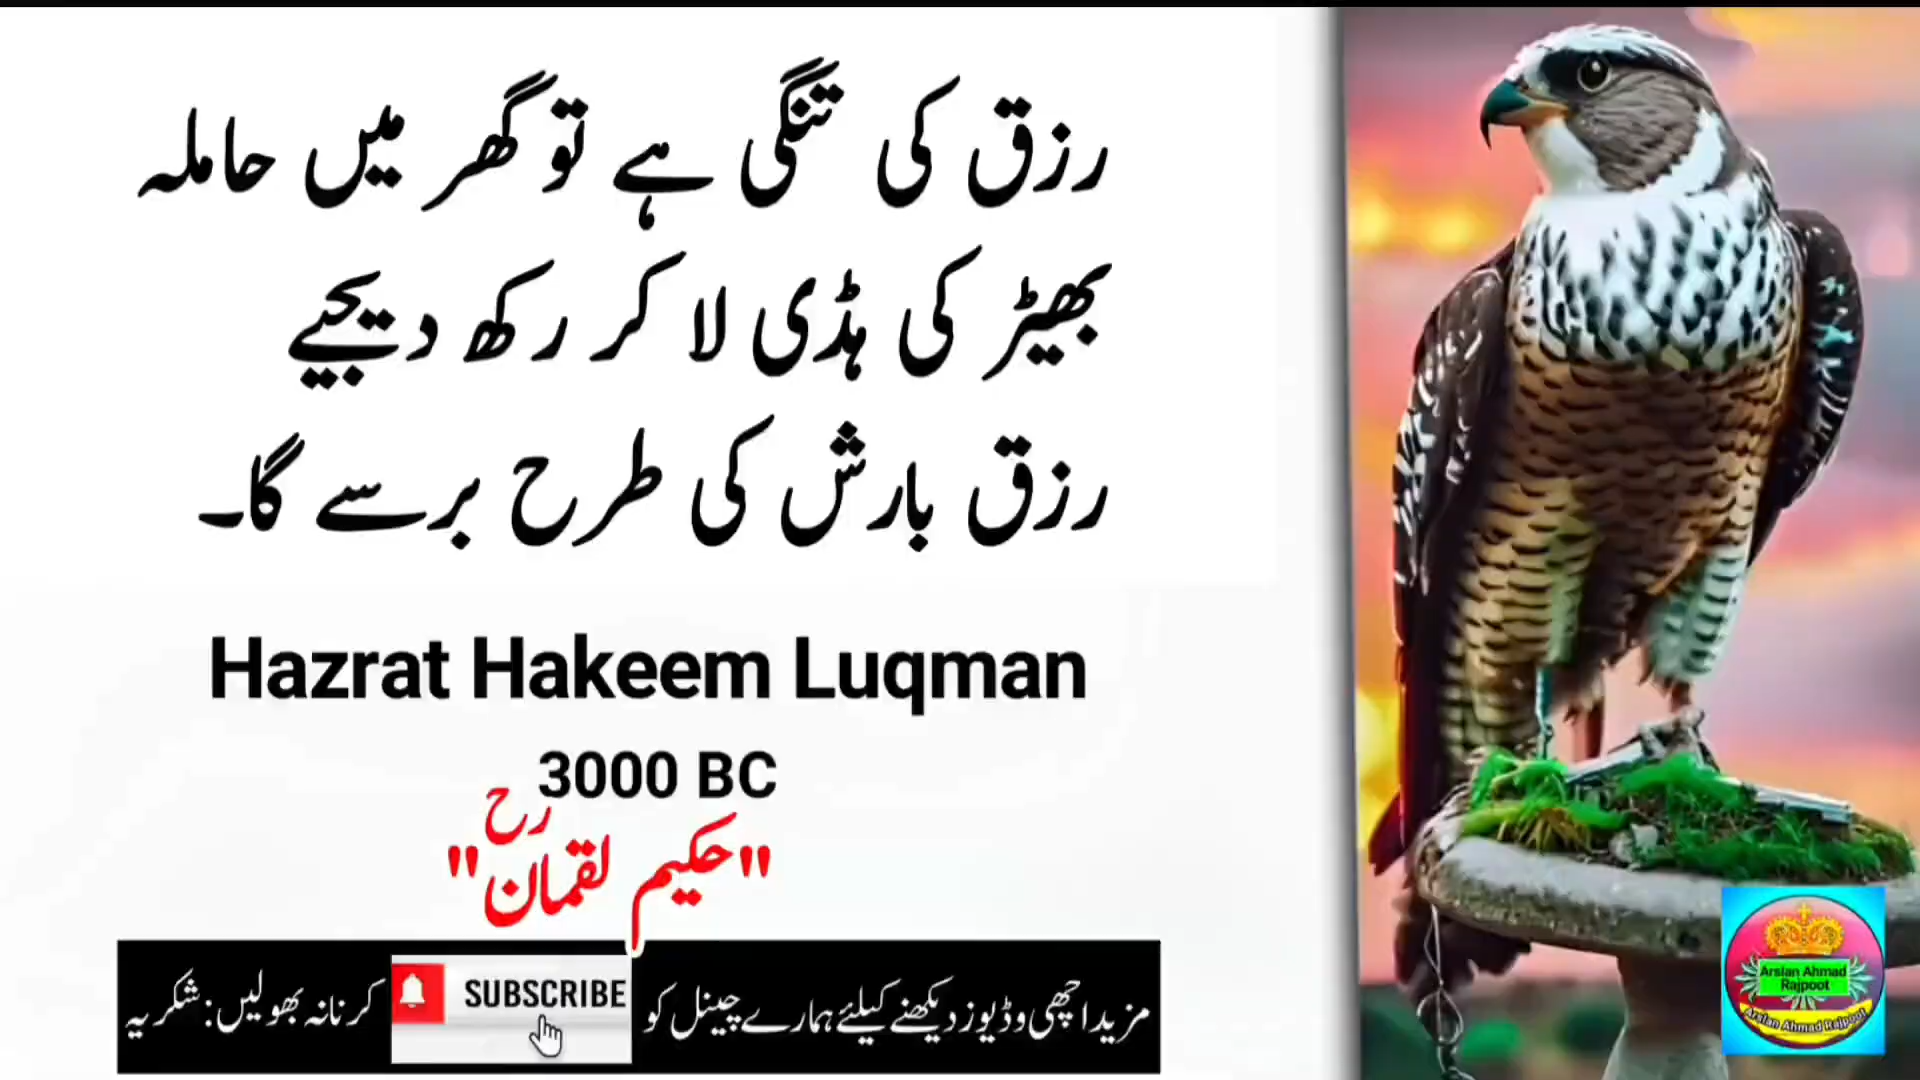 رزق کی تنگی ہے تو گھر میں حاملہ
بھیڑ کی ہڈی لا کر رکھ دیجیے
رزق بارش کی طرح برسے گا۔
Hazrat Hakeem Luqman
3000 BC
"حکیم لقمان رح"
مزید اچھی وڈیوز دیکھنے کیلئے ہمارے چینل کو SUBSCRIBE کرنا نہ بھولیں: شکریہ
Arslan Ahmad
Rajpoot
Arslan Ahmad Rajpoot